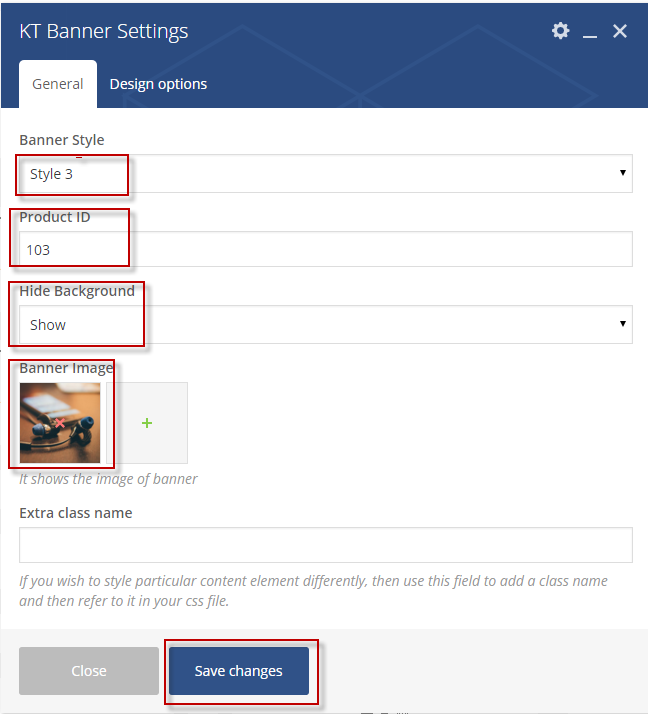 KT Banner Settings
General
Design options
Banner Style
Style 3
Product ID
103
Hide Background
Show
Banner Image
It shows the image of banner
Extra class name
If you wish to style particular content element differently, then use this field to add a class name
and then refer to it in your css file.
Close
Save changes